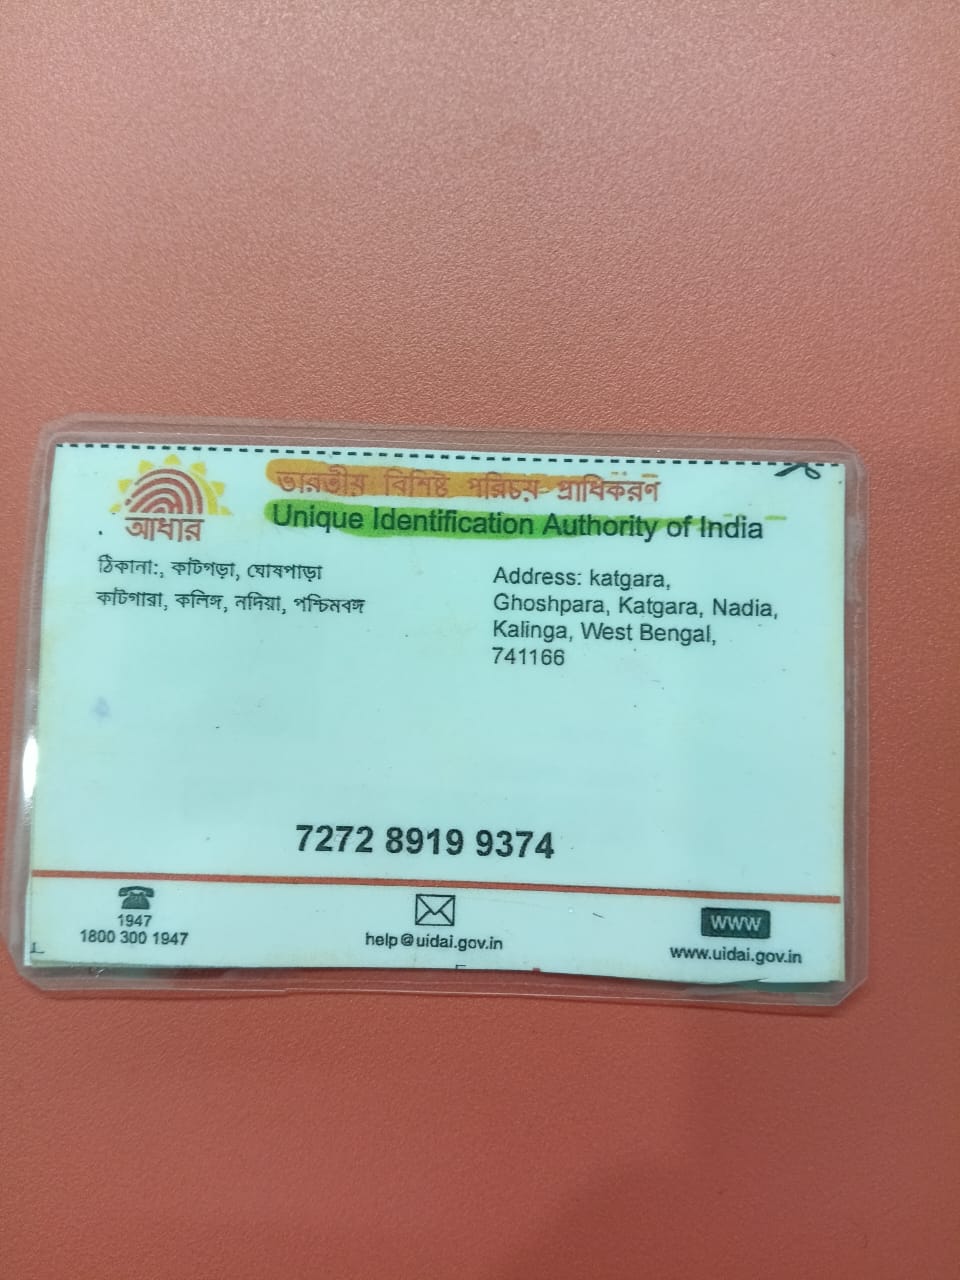 ভারতীয় বিশিষ্ট পরিচয় প্রাধিকরণ
Unique Identification Authority of India
আধার
ঠিকানা:, কাটগড়া, ঘোষপাড়া
কাটগারা, কলিঙ্গ, নদিয়া, পশ্চিমবঙ্গ
Address: katgara,
Ghoshpara, Katgara, Nadia,
Kalinga, West Bengal,
741166
7272 8919 9374
1947
1800 300 1947
help@uidai.gov.in
WWW
www.uidai.gov.in